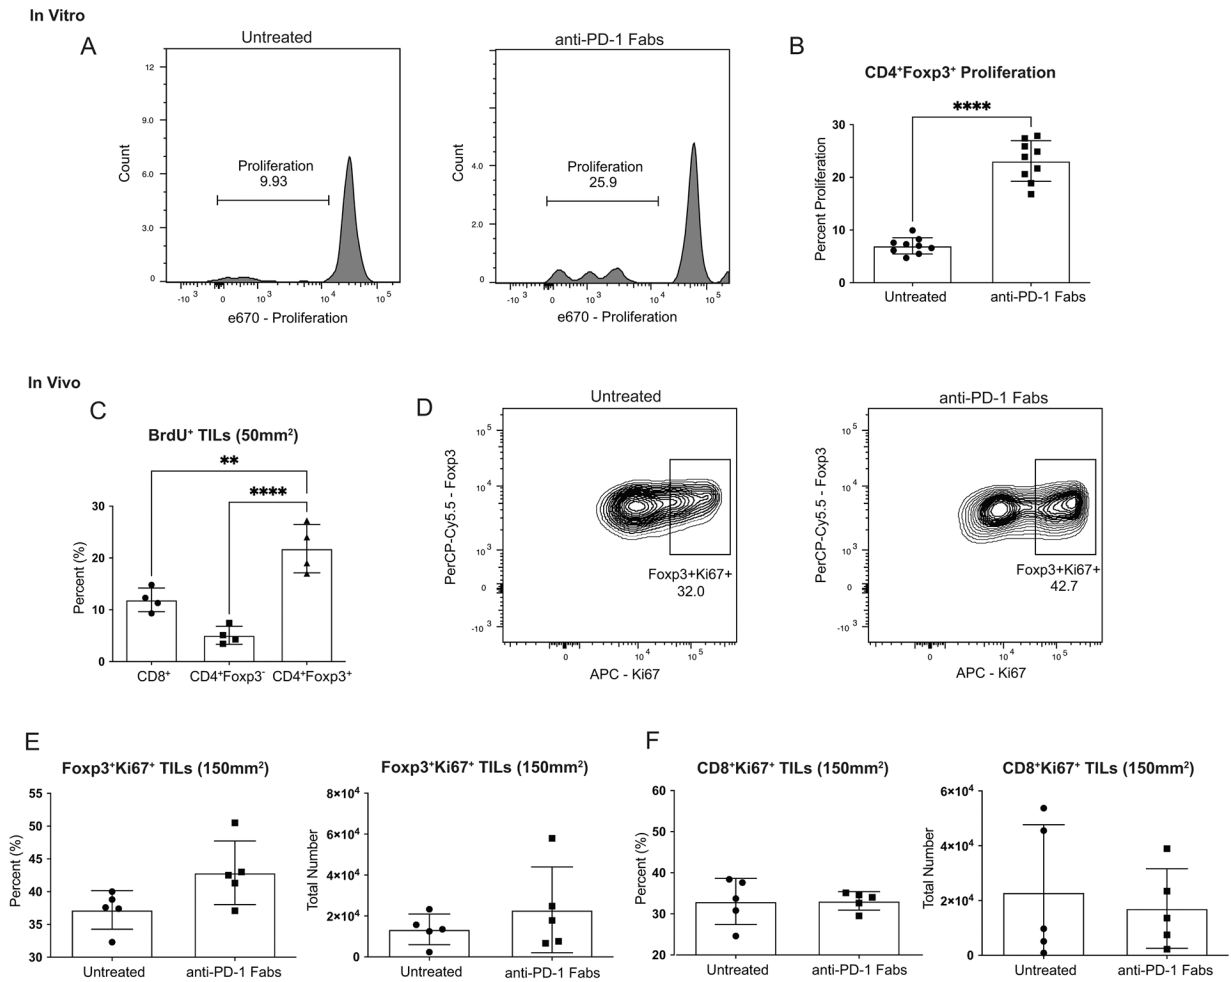 In Vitro
A
Untreated
Count
12
9.0
6.0
3.0
0
Proliferation
9.93
-10³ 0 10³ 10⁴ 10⁵
e670 - Proliferation
anti-PD-1 Fabs
Count
4.0
2.0
0
Proliferation
25.9
-10³ 0 10³ 10⁴ 10⁵
e670 - Proliferation
B
CD4⁺Foxp3⁺ Proliferation
****
Percent Proliferation
30
20
10
0
Untreated anti-PD-1 Fabs
In Vivo
C
BrdU⁺ TILs (50mm²)
**
****
Percent (%)
30
20
10
0
CD8⁺ CD4⁺Foxp3⁻ CD4⁺Foxp3⁺
D
Untreated
PerCP-Cy5.5 - Foxp3
10⁵
10⁴
10³
0
-10³
Foxp3+Ki67+
32.0
0 10⁴ 10⁵
APC - Ki67
anti-PD-1 Fabs
PerCP-Cy5.5 - Foxp3
10⁵
10⁴
10³
0
-10³
Foxp3+Ki67+
42.7
0 10⁴ 10⁵
APC - Ki67
E
Foxp3⁺Ki67⁺ TILs (150mm²)
Percent (%)
55
50
45
40
35
30
Untreated anti-PD-1 Fabs
Foxp3⁺Ki67⁺ TILs (150mm²)
Total Number
8×10⁴
6×10⁴
4×10⁴
2×10⁴
0
Untreated anti-PD-1 Fabs
F
CD8⁺Ki67⁺ TILs (150mm²)
Percent (%)
60
50
40
30
20
Untreated anti-PD-1 Fabs
CD8⁺Ki67⁺ TILs (150mm²)
Total Number
6×10⁴
4×10⁴
2×10⁴
0
Untreated anti-PD-1 Fabs